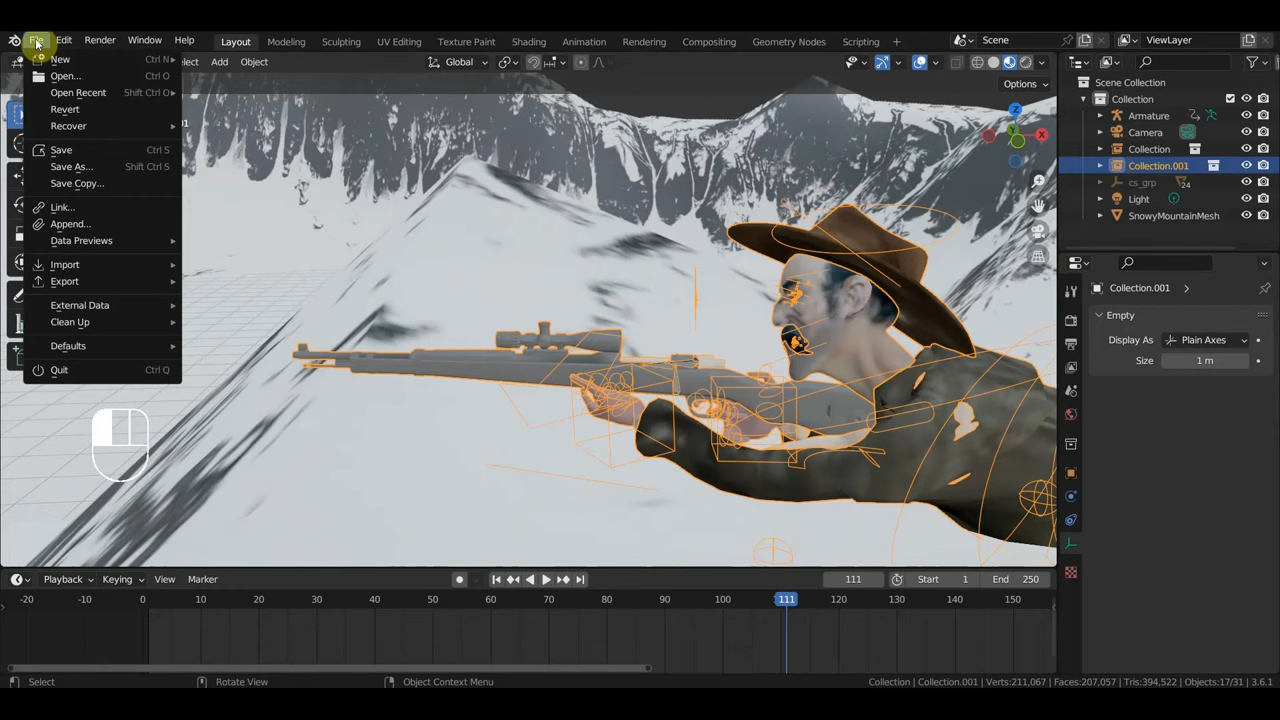 File Edit Render Window Help Layout Modeling Sculpting UV Editing Texture Paint Shading Animation Rendering Compositing Geometry Nodes Scripting + Scene ViewLayer
Add Object Global Options
New Ctrl N
Open... Ctrl O
Open Recent Shift Ctrl O
Revert
Recover
Save Ctrl S
Save As... Shift Ctrl S
Save Copy...
Link...
Append...
Data Previews
Import
Export
External Data
Clean Up
Defaults
Quit Ctrl Q
Z
X
Scene Collection
Collection
Armature
Camera
Collection
Collection.001
cs_grp 24
Light
SnowyMountainMesh
Collection.001
Empty
Display As Plain Axes
Size 1 m
Playback Keying View Marker 111 Start 1 End 250
-20 -10 0 10 20 30 40 50 60 70 80 90 100 111 120 130 140 150
Select Rotate View Object Context Menu Collection | Collection.001 | Verts:211,067 | Faces:207,057 | Tris:394,522 | Objects:17/31 | 3.6.1